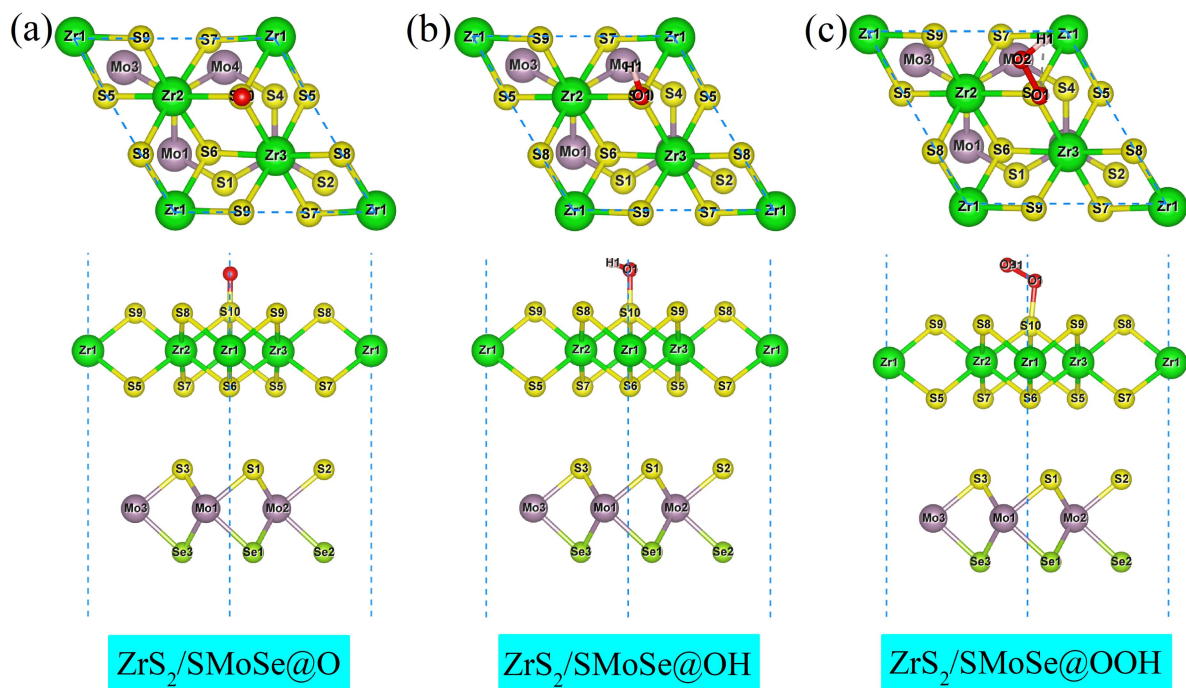 (a)
Zr1 S9 S7 Zr1
Mo3 Mo4
S5 Zr2 S4 S5
S8 Mo1 S6 Zr3 S8
S1 S2
Zr1 S9 S7 Zr1
S9 S8 S10 S9 S8
Zr1 Zr2 Zr1 Zr3 Zr1
S5 S7 S6 S5 S7
S3 S1 S2
Mo3 Mo1 Mo2
Se3 Se1 Se2
ZrS2/SMoSe@O
(b)
Zr1 S9 S7 Zr1
Mo3 H1
S5 Zr2 O1 S4 S5
S8 Mo1 S6 Zr3 S8
S1 S2
Zr1 S9 S7 Zr1
H1 O1
S9 S8 S10 S9 S8
Zr1 Zr2 Zr1 Zr3 Zr1
S5 S7 S6 S5 S7
S3 S1 S2
Mo3 Mo1 Mo2
Se3 Se1 Se2
ZrS2/SMoSe@OH
(c)
Zr1 S9 S7 H1 Zr1
Mo3 O2
S5 Zr2 O1 S4 S5
S8 Mo1 S6 Zr3 S8
S1 S2
Zr1 S9 S7 Zr1
O1
S9 S8 S10 S9 S8
Zr1 Zr2 Zr1 Zr3 Zr1
S5 S7 S6 S5 S7
S3 S1 S2
Mo3 Mo1 Mo2
Se3 Se1 Se2
ZrS2/SMoSe@OOH